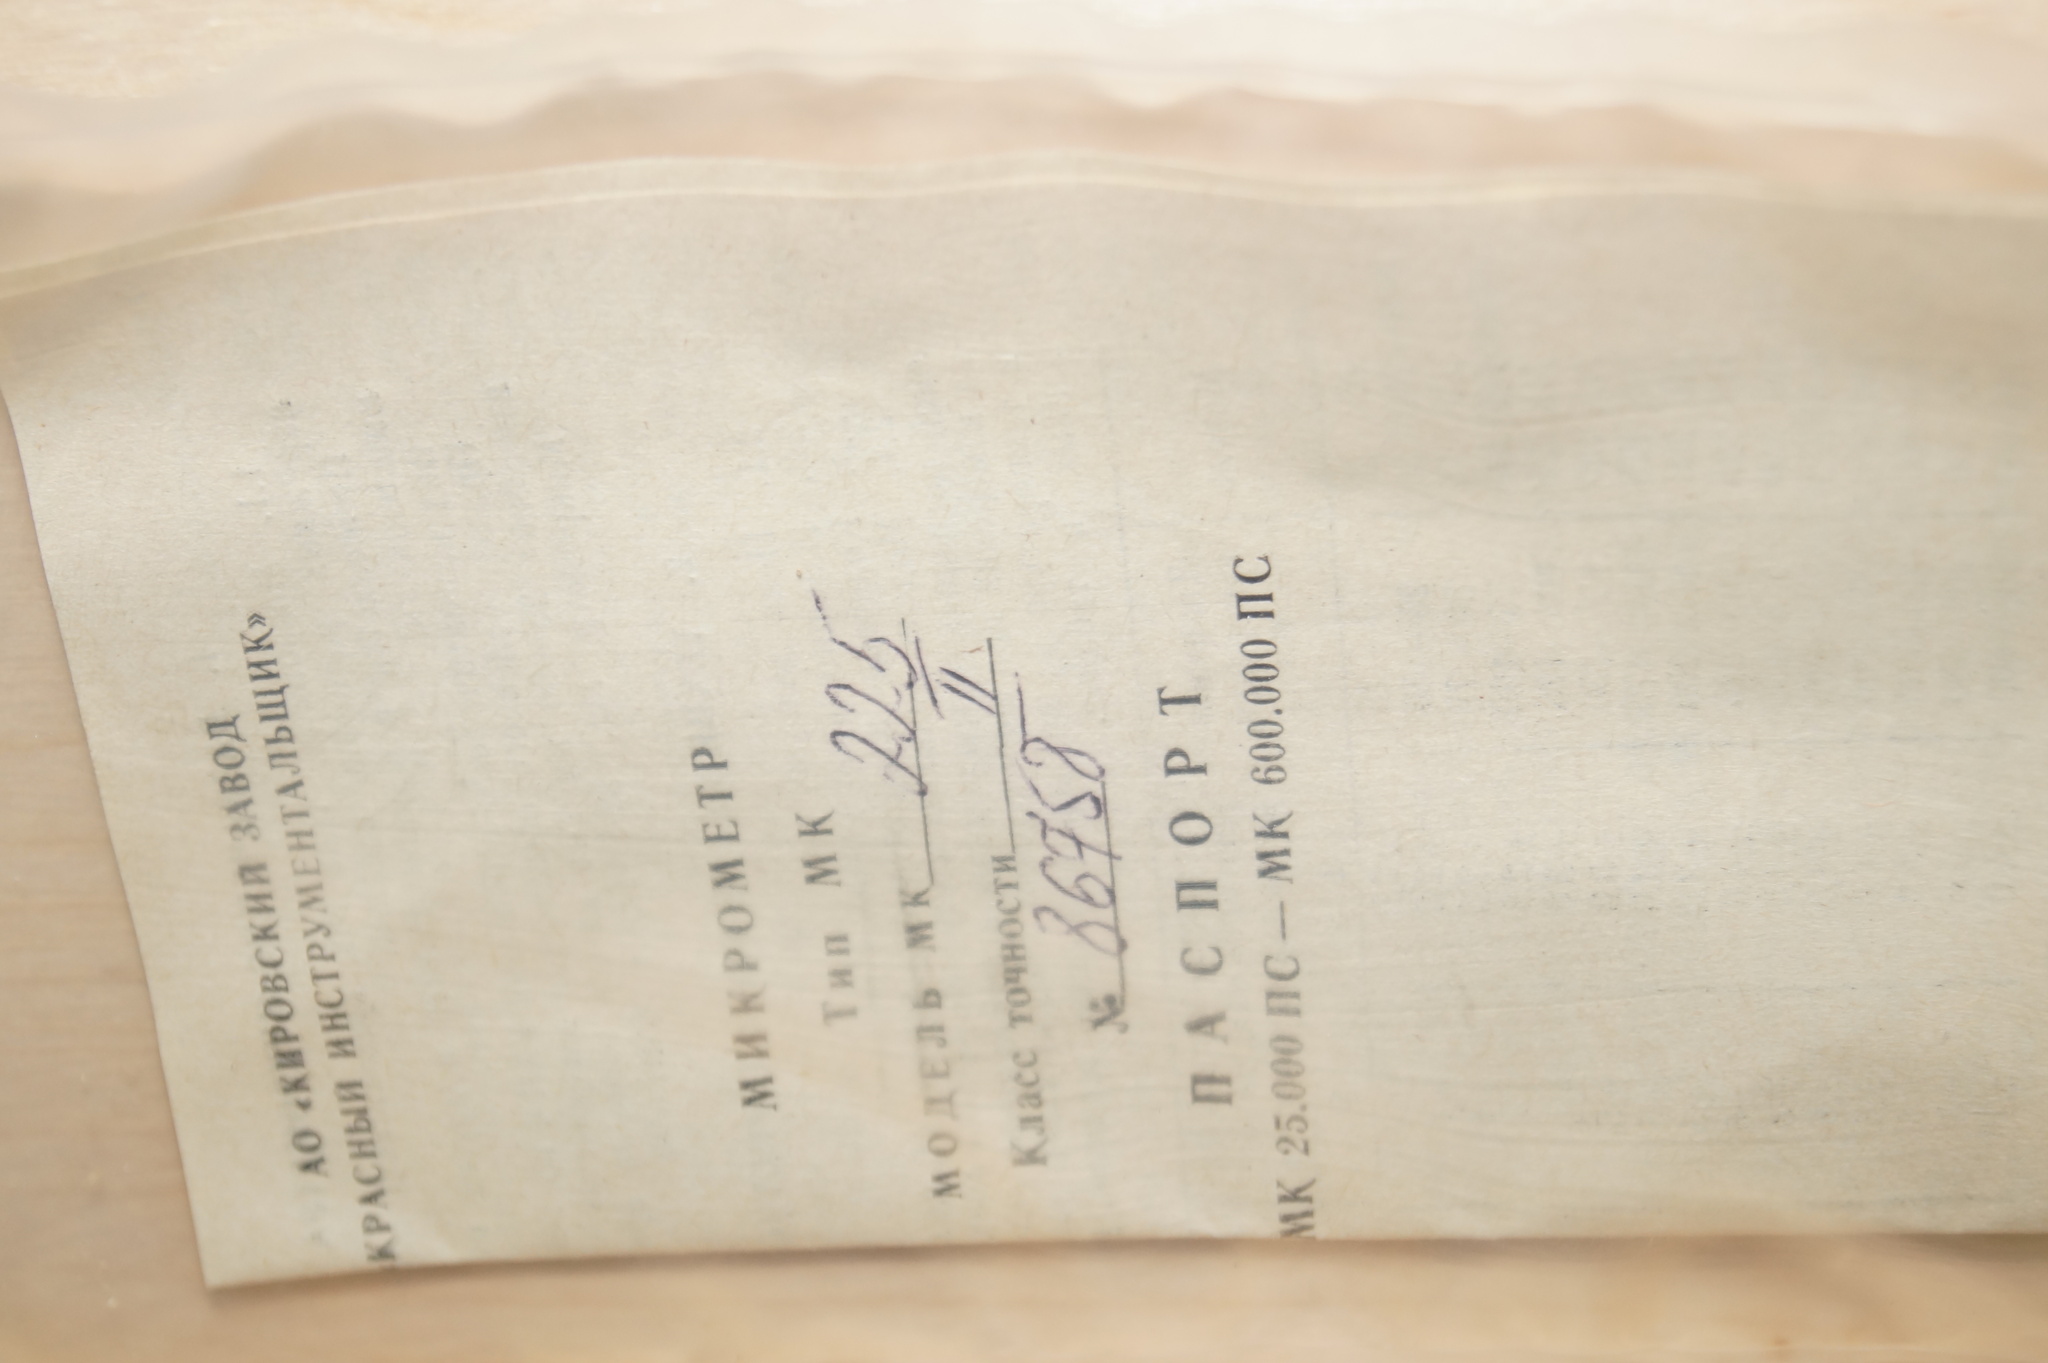 АО «КИРОВСКИЙ ЗАВОД
КРАСНЫЙ ИНСТРУМЕНТАЛЬЩИК»
МИКРОМЕТР
Тип МК
МОДЕЛЬ МК 225
Класс точности II
№ 86752
ПАСПОРТ
МК 25.000 ПС — МК 600.000 ПС